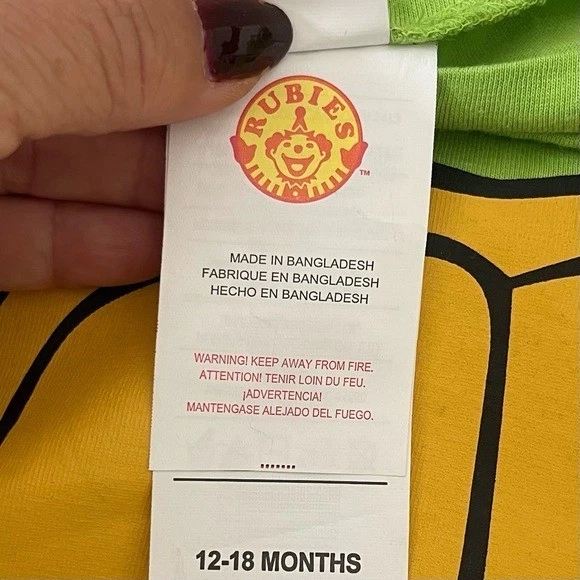 RUBIES
™
MADE IN BANGLADESH
FABRIQUE EN BANGLADESH
HECHO EN BANGLADESH
WARNING! KEEP AWAY FROM FIRE.
ATTENTION! TENIR LOIN DU FEU.
¡ADVERTENCIA!
MANTENGASE ALEJADO DEL FUEGO.
12-18 MONTHS